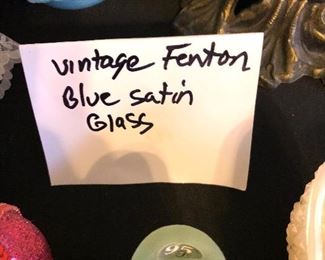 vintage Fenton
Blue satin
Glass
95